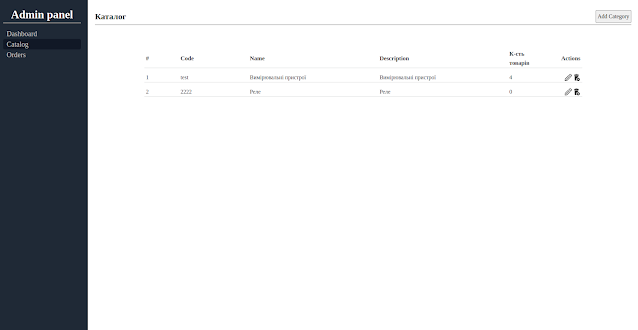 Admin panel
Dashboard
Catalog
Orders
Каталог
Add Category
# Code Name Description К-сть товарів Actions
1 test Вимірювальні пристрої Вимірювальні пристрої 4
2 2222 Реле Реле 0